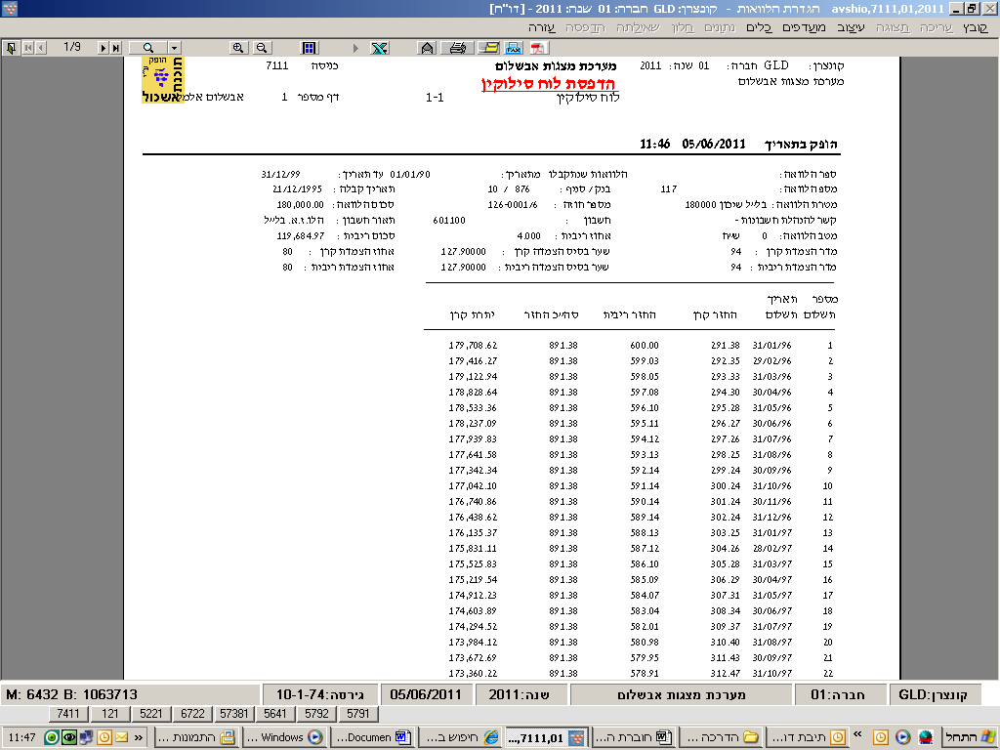 avshio,7111,01,2011 - הגדרת הלוואות - קונצרן: GLD חברה: 01 שנה: 2011 - [דו"ח]
קובץ עריכה תצוגה עיצוב מועדפים כלים נתונים חלון שאילתה הדפסה עזרה
1/9
קונצרן: GLD חברה: 01 שנה: 2011 מערכת מצגות אבשלום כניסה 7111
מערכת מצגות אבשלום הדפסת לוח סילוקין
לוח סילוקין 1-1 דף מספר 1 אבשלום
הופק ע"י תוכנת אשכול
הופק בתאריך 05/06/2011 11:46
ספר הלוואה: הלוואות שנתקבלו מתאריך: 01/01/90 עד תאריך: 31/12/99
מספ הלוואה: 117 בנק/ סניף: 876 / 10 תאריך קבלה: 21/12/1995
מטרת הלוואה: בלי"ל שיכון 180000 מספר חוזה: 126-0001/6 סכום הלוואה: 180,000.00
קשר להנהלת חשבונות - חשבון: 601100 תאור חשבון: הלו.ז.א. בלי"ל
מטב הלוואה: 0 ש"ח אחוז ריבית: 4.000 סכום ריבית: 119,684.97
מדד הצמדת קרן: 94 שער בסיס הצמדה קרן: 127.90000 אחוז הצמדת קרן: 80
מדד הצמדת ריבית: 94 שער בסיס הצמדה ריבית: 127.90000 אחוז הצמדת ריבית: 80
מספר תשלום תאריך תשלום החזר קרן החזר ריבית סה"כ החזר יתרת קרן
1 31/01/96 291.38 600.00 891.38 179,708.62
2 29/02/96 292.35 599.03 891.38 179,416.27
3 31/03/96 293.33 598.05 891.38 179,122.94
4 30/04/96 294.30 597.08 891.38 178,828.64
5 31/05/96 295.28 596.10 891.38 178,533.36
6 30/06/96 296.27 595.11 891.38 178,237.09
7 31/07/96 297.26 594.12 891.38 177,939.83
8 31/08/96 298.25 593.13 891.38 177,641.58
9 30/09/96 299.24 592.14 891.38 177,342.34
10 31/10/96 300.24 591.14 891.38 177,042.10
11 30/11/96 301.24 590.14 891.38 176,740.86
12 31/12/96 302.24 589.14 891.38 176,438.62
13 31/01/97 303.25 588.13 891.38 176,135.37
14 28/02/97 304.26 587.12 891.38 175,831.11
15 31/03/97 305.28 586.10 891.38 175,525.83
16 30/04/97 306.29 585.09 891.38 175,219.54
17 31/05/97 307.31 584.07 891.38 174,912.23
18 30/06/97 308.34 583.04 891.38 174,603.89
19 31/07/97 309.37 582.01 891.38 174,294.52
20 31/08/97 310.40 580.98 891.38 173,984.12
21 30/09/97 311.43 579.95 891.38 173,672.69
22 31/10/97 312.47 578.91 891.38 173,360.22
קונצרן:GLD חברה:01 מערכת מצגות אבשלום שנה:2011 05/06/2011 גירסה:10-1-74 M: 6432 B: 1063713
7411 121 5221 6722 57381 5641 5792 5791
התחל תיבת דו... הדרכה ... חוברת ה... 7111,01,... חיפוש ב... Documen... Windows ... התמונות ... 11:47